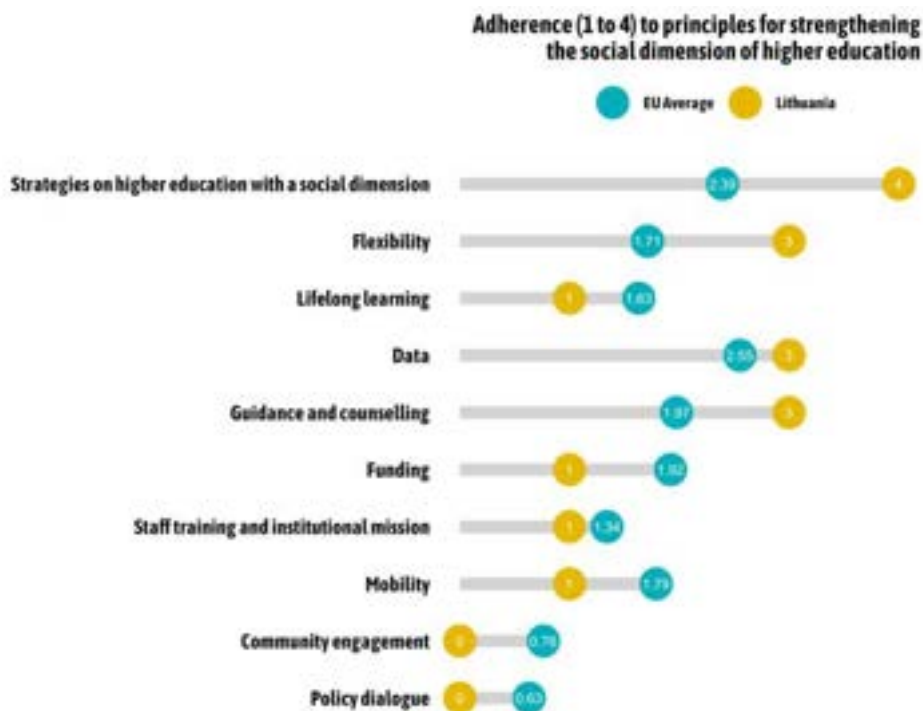 Adherence (1 to 4) to principles for strengthening
the social dimension of higher education
EU Average Lithuania
Strategies on higher education with a social dimension 2.39 4
Flexibility 1.71 3
Lifelong learning 1 1.63
Data 2.55 3
Guidance and counselling 1.97 3
Funding 1 1.92
Staff training and institutional mission 1 1.34
Mobility 1 1.79
Community engagement 0 0.76
Policy dialogue 0 0.63